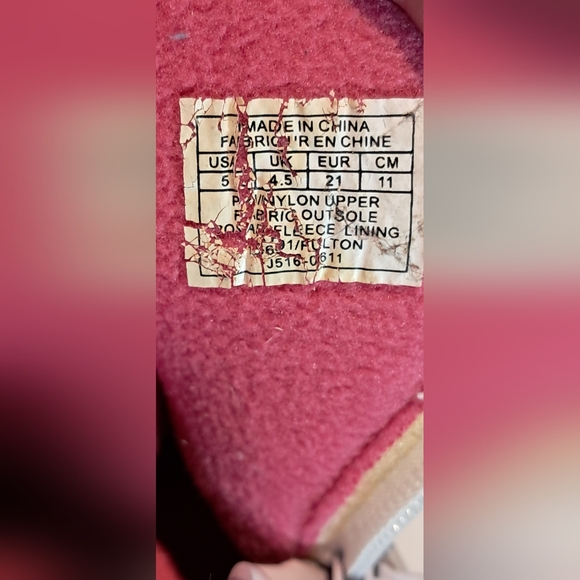 MADE IN CHINA
EN CHINE
USA UK EUR CM
5 4.5 21 11
NYLON UPPER
FABRIC OUTSOLE
FLEECE LINING
/FULTON
J516-0611